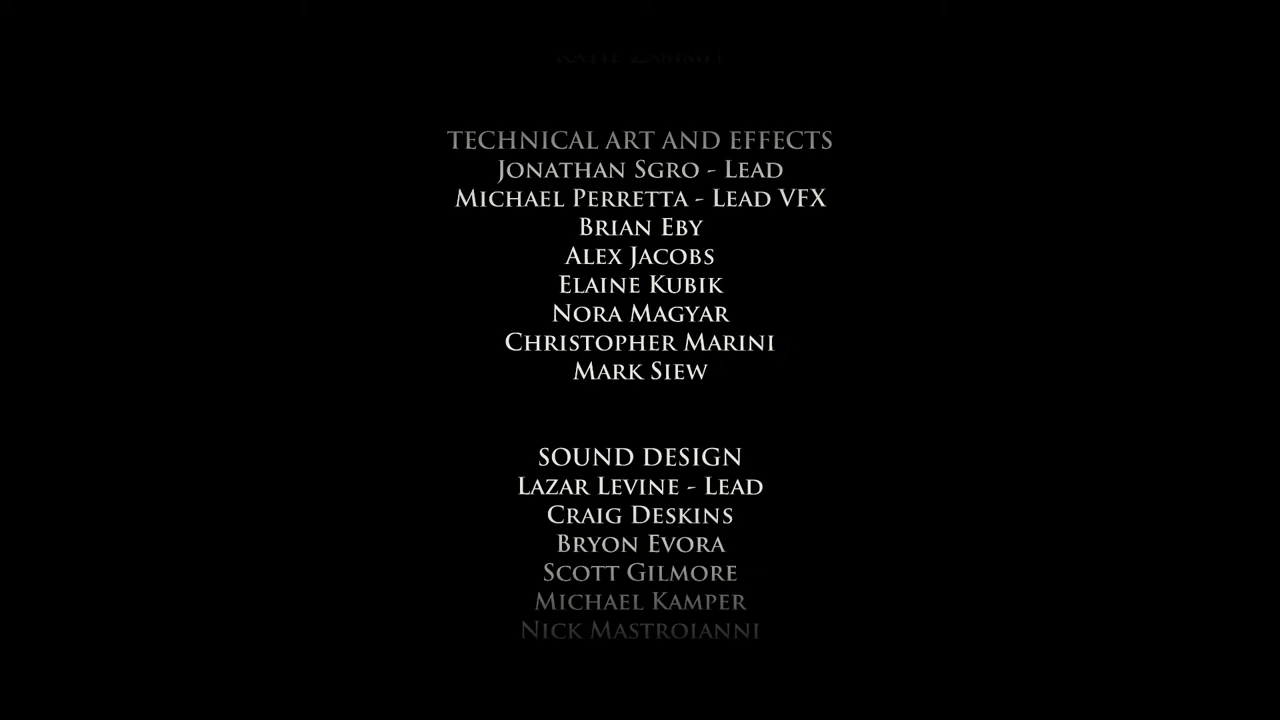 TECHNICAL ART AND EFFECTS
JONATHAN SGRO - LEAD
MICHAEL PERRETTA - LEAD VFX
BRIAN EBY
ALEX JACOBS
ELAINE KUBIK
NORA MAGYAR
CHRISTOPHER MARINI
MARK SIEW
SOUND DESIGN
LAZAR LEVINE - LEAD
CRAIG DESKINS
BRYON EVORA
SCOTT GILMORE
MICHAEL KAMPER
NICK MASTROIANNI